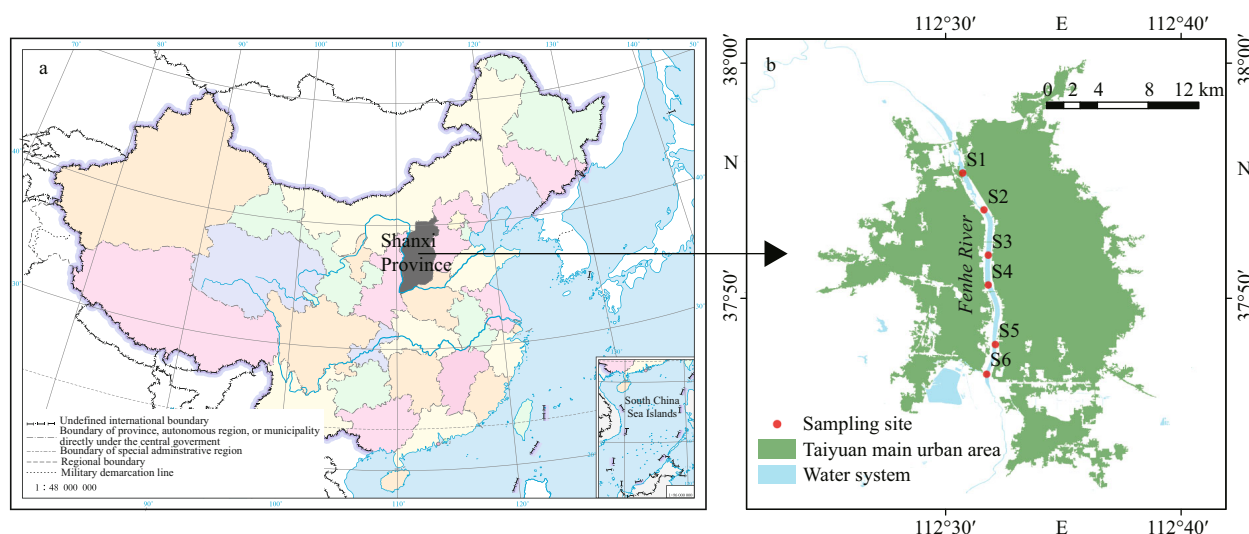 a
70′
80′
90′
100′
110′
120′
130′
140′
50′
40′
30′
Shanxi
Province
South China
Sea Islands
Undefined international boundary
Boundary of province, autonomous region, or municipality
directly under the central goverment
Boundary of special adminstrative region
Regional boundary
Military demarcation line
1∶48 000 000
90′
100′
110′
120′
b
112°30′ E 112°40′
38°00′
N
37°50′
0 2 4 8 12 km
S1
S2
S3
S4
S5
S6
Fenhe River
Sampling site
Taiyuan main urban area
Water system
38°00′
N
37°50′
112°30′ E 112°40′